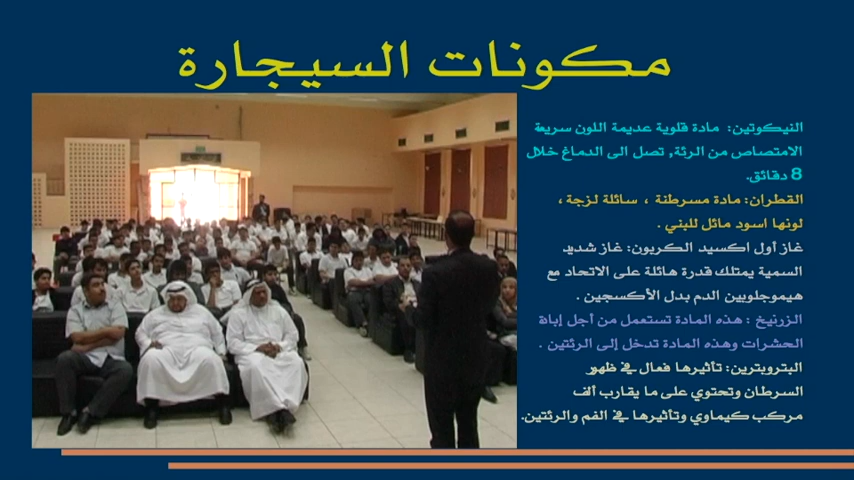 مكونات السيجارة
النيكوتين: مادة قلوية عديمة اللون سريعة
الامتصاص من الرئة, تصل الى الدماغ خلال
8 دقائق.
القطران: مادة مسرطنة ، سائلة لزجة ،
لونها اسود مائل للبني .
غاز أول اكسيد الكربون: غاز شديد
السمية يمتلك قدرة هائلة على الاتحاد مع
هيموجلوبين الدم بدل الأكسجين .
الزرنيخ : هذه المادة تستعمل من أجل إبادة
الحشرات وهذه المادة تدخل إلى الرئتين .
البتروبترين: تأثيرها فعال في ظهور
السرطان وتحتوي على ما يقارب ألف
مركب كيماوي وتأثيرها في الفم والرئتين.